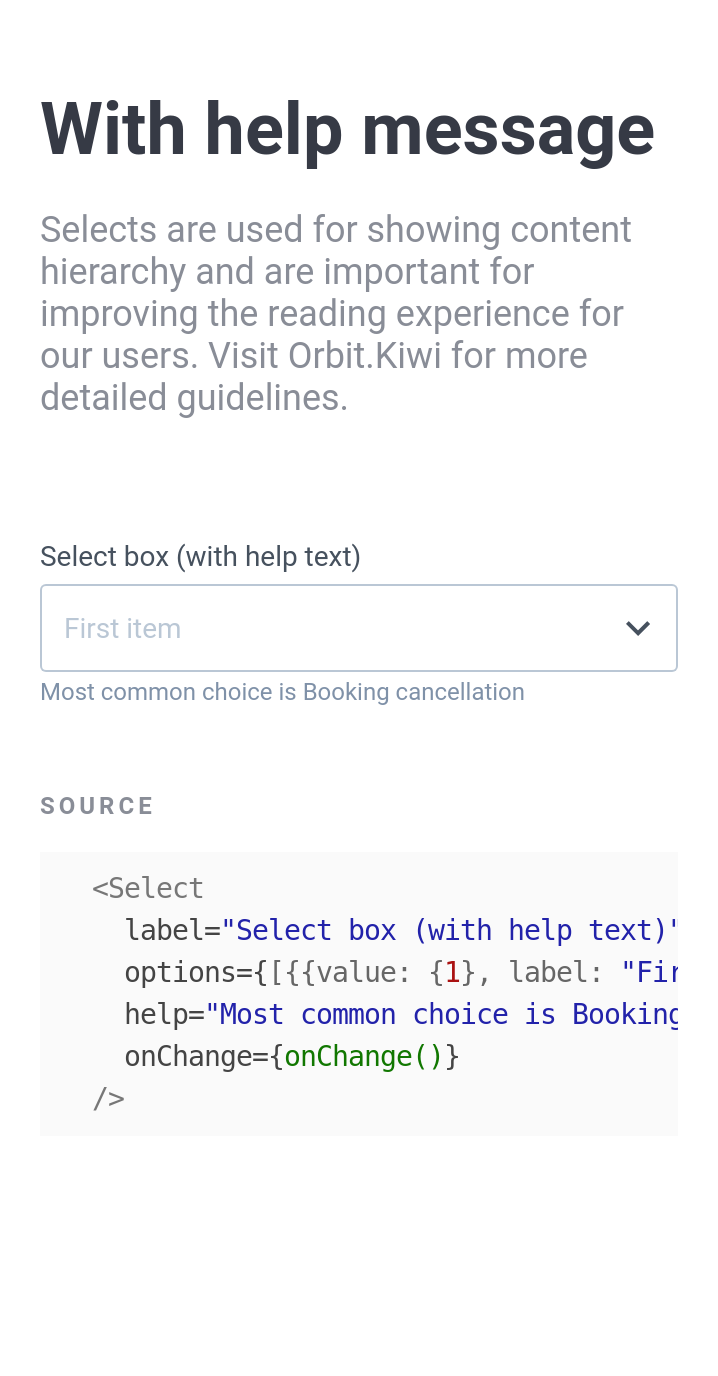 With help message
Selects are used for showing content
hierarchy and are important for
improving the reading experience for
our users. Visit Orbit.Kiwi for more
detailed guidelines.
Select box (with help text)
First item
Most common choice is Booking cancellation
SOURCE
<Select
label="Select box (with help text)"
options={[{{value: {1}, label: "Fir
help="Most common choice is Booking
onChange={onChange()}
/>